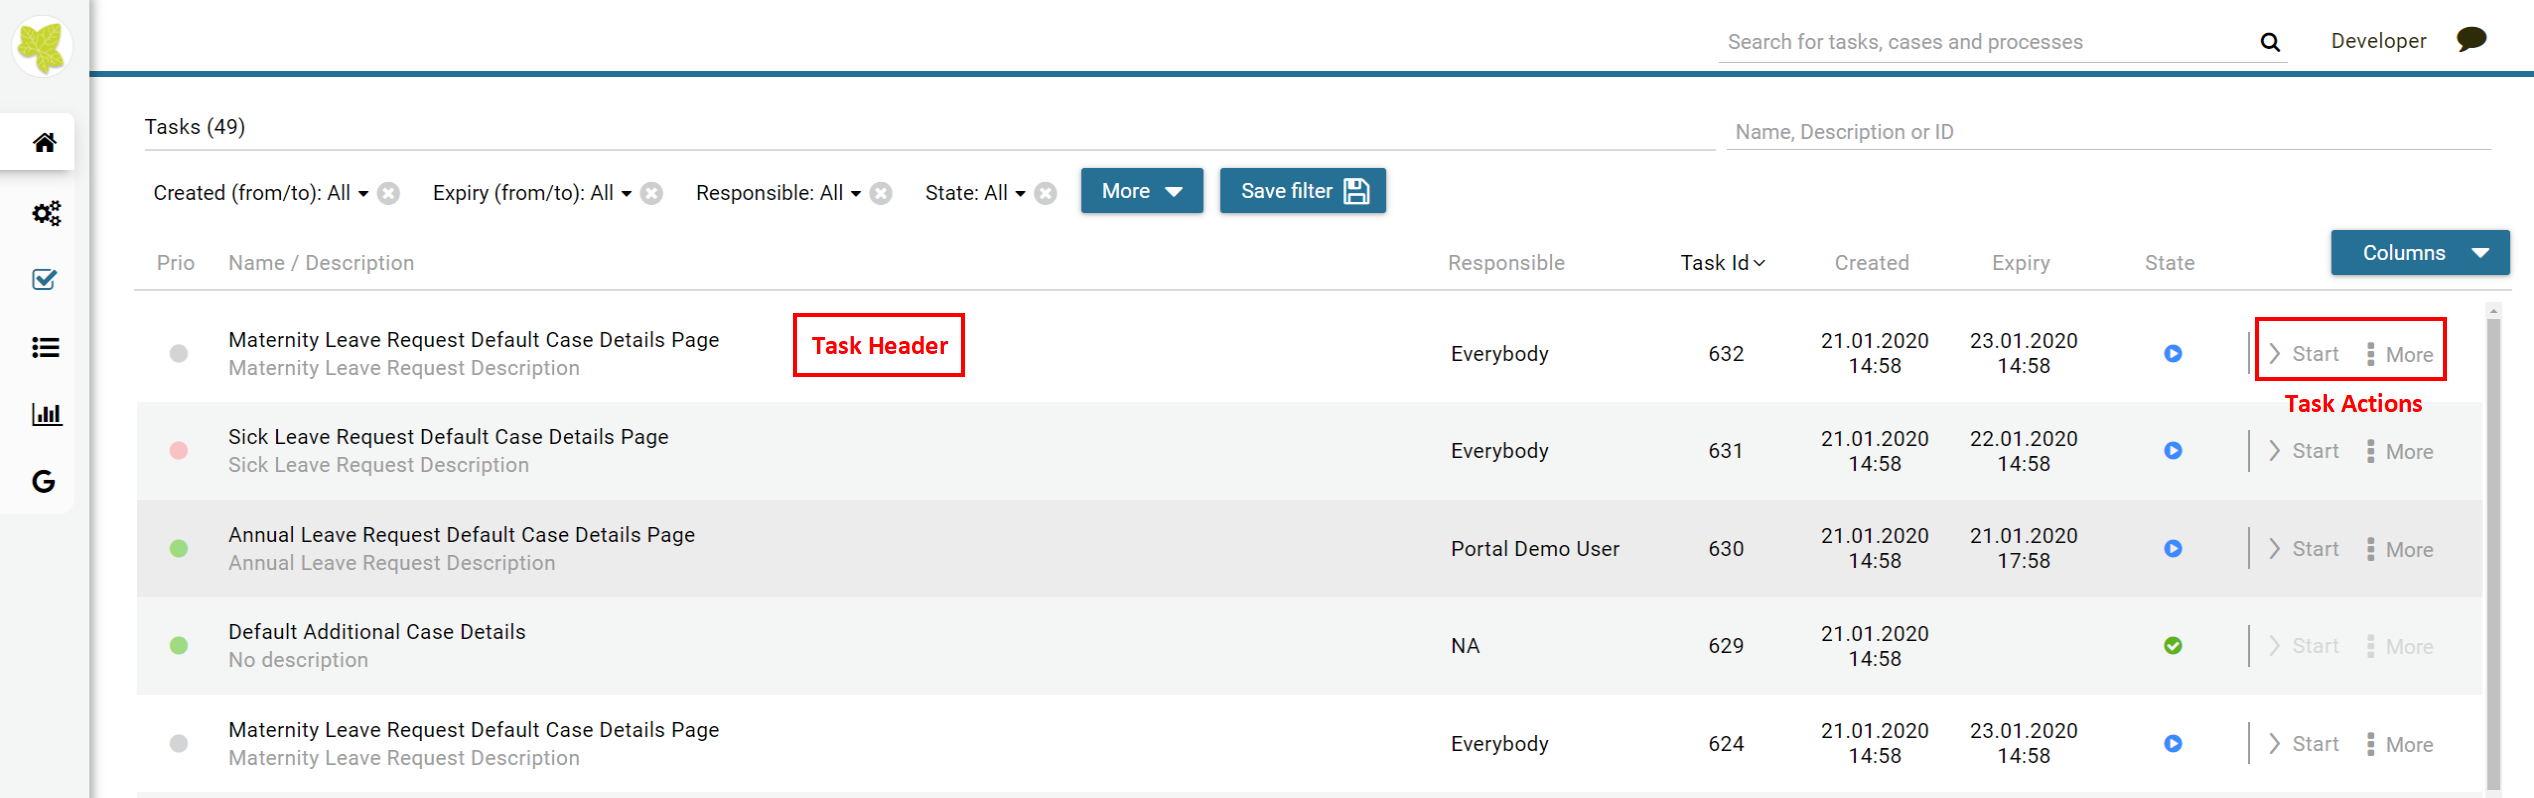 Search for tasks, cases and processes
Developer
Tasks (49)
Name, Description or ID
Created (from/to): All
Expiry (from/to): All
Responsible: All
State: All
More
Save filter
Prio
Name / Description
Responsible
Task Id
Created
Expiry
State
Columns
Maternity Leave Request Default Case Details Page
Maternity Leave Request Description
Task Header
Everybody
632
21.01.2020
14:58
23.01.2020
14:58
Start
More
Task Actions
Sick Leave Request Default Case Details Page
Sick Leave Request Description
Everybody
631
21.01.2020
14:58
22.01.2020
14:58
Start
More
Annual Leave Request Default Case Details Page
Annual Leave Request Description
Portal Demo User
630
21.01.2020
14:58
21.01.2020
17:58
Start
More
Default Additional Case Details
No description
NA
629
21.01.2020
14:58
Start
More
Maternity Leave Request Default Case Details Page
Maternity Leave Request Description
Everybody
624
21.01.2020
14:58
23.01.2020
14:58
Start
More